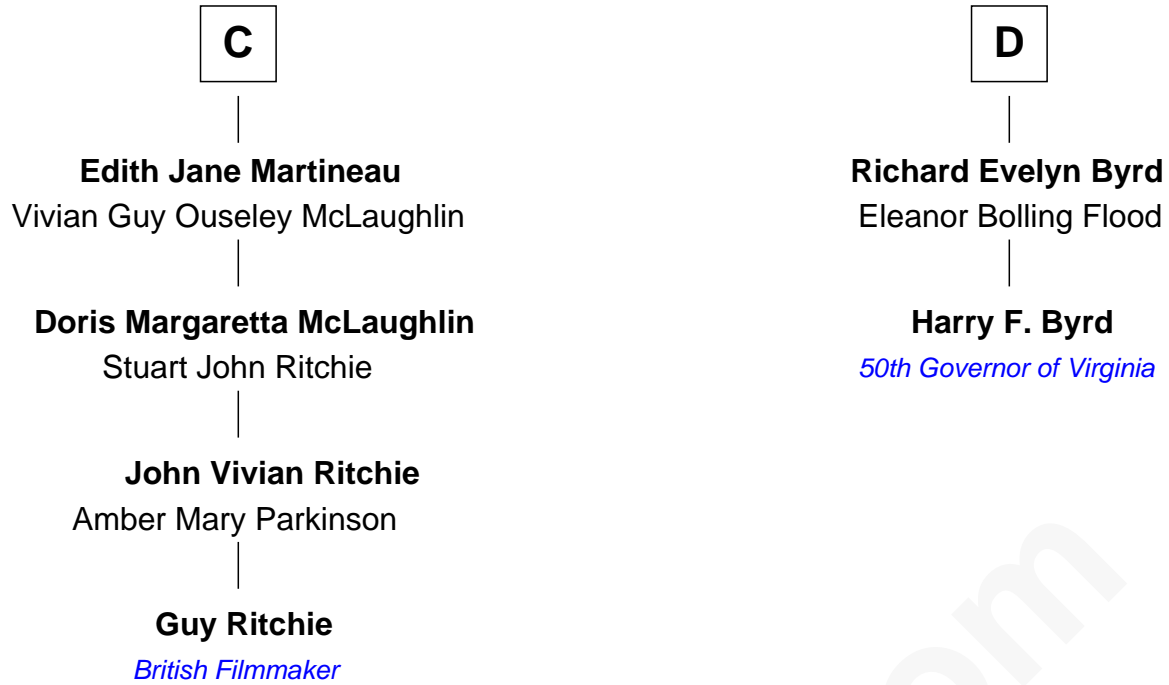 C
Edith Jane Martineau
Vivian Guy Ouseley McLaughlin
Doris Margaretta McLaughlin
Stuart John Ritchie
John Vivian Ritchie
Amber Mary Parkinson
Guy Ritchie
British Filmmaker
D
Richard Evelyn Byrd
Eleanor Bolling Flood
Harry F. Byrd
50th Governor of Virginia
om